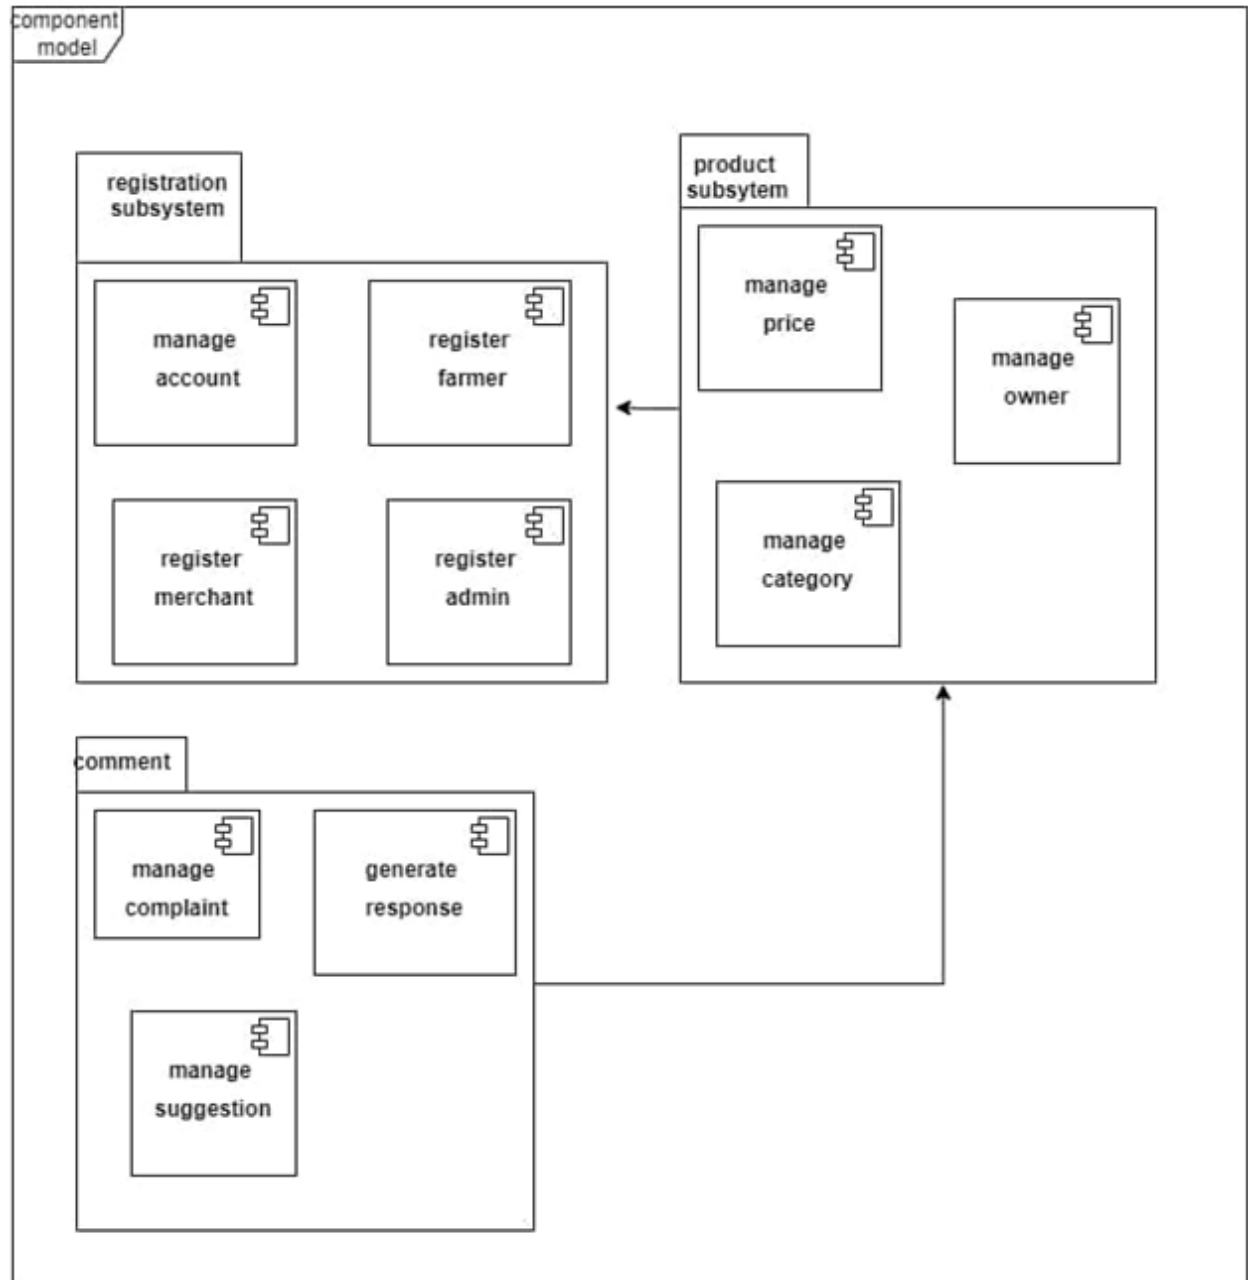 component
model
registration
subsystem
product
subsytem
manage
account
register
farmer
manage
price
manage
owner
register
merchant
register
admin
manage
category
comment
manage
complaint
generate
response
manage
suggestion